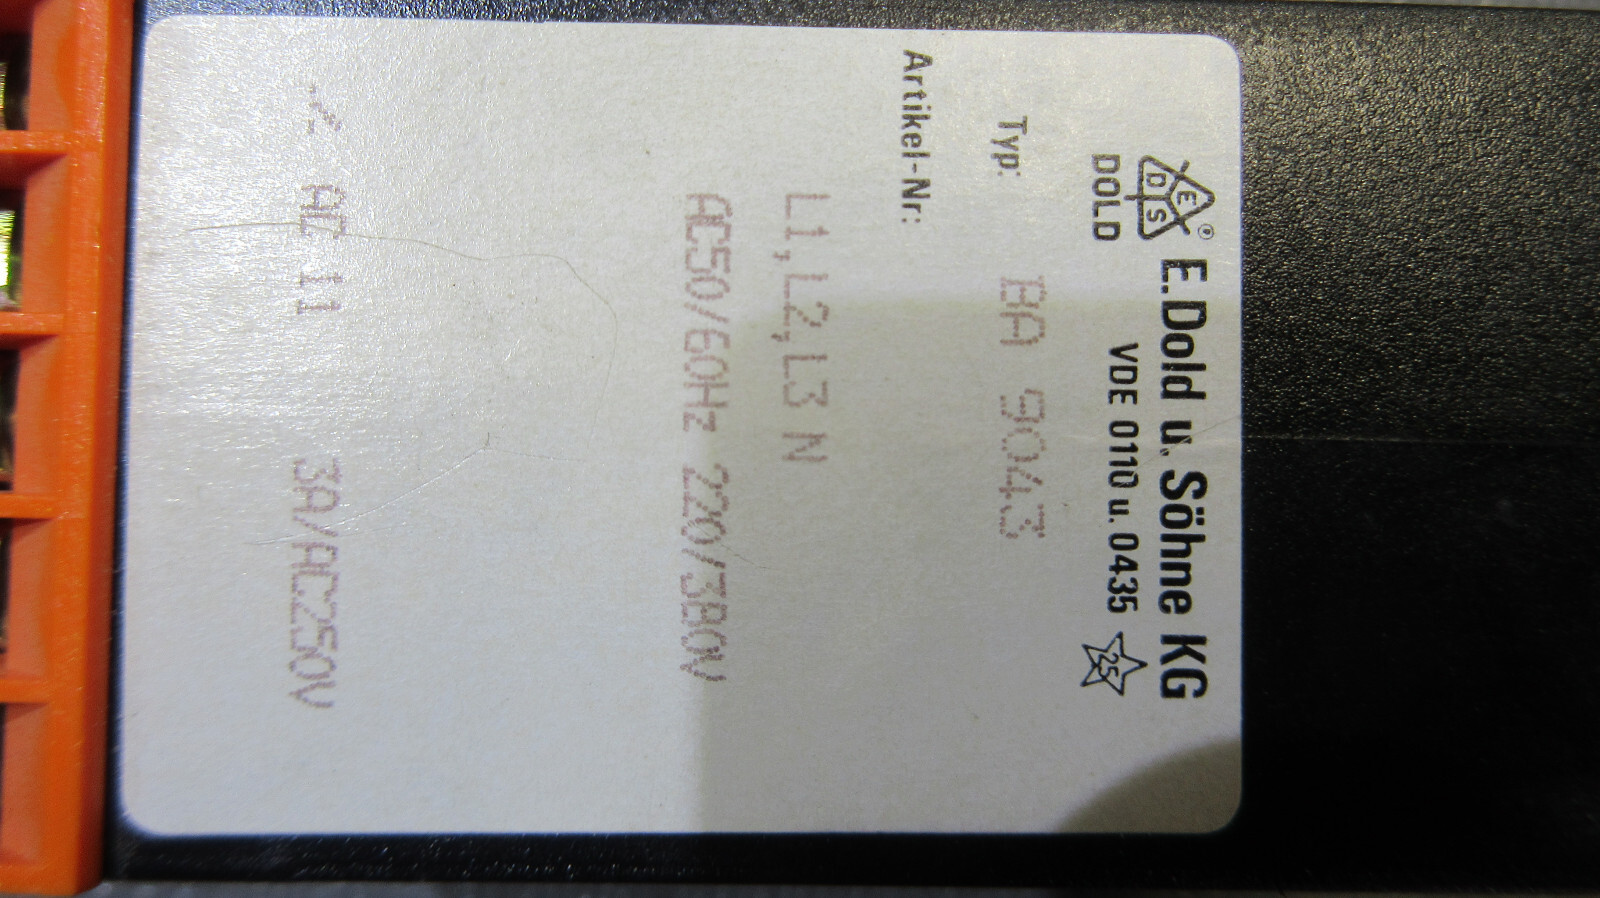 E D S ®
DOLD
E.Dold u. Söhne KG
VDE 0110 u. 0435 25
Typ: BA 9043
Artikel-Nr:
L1,L2,L3 N
AC50/60Hz 220/380V
AC 11 3A/AC250V